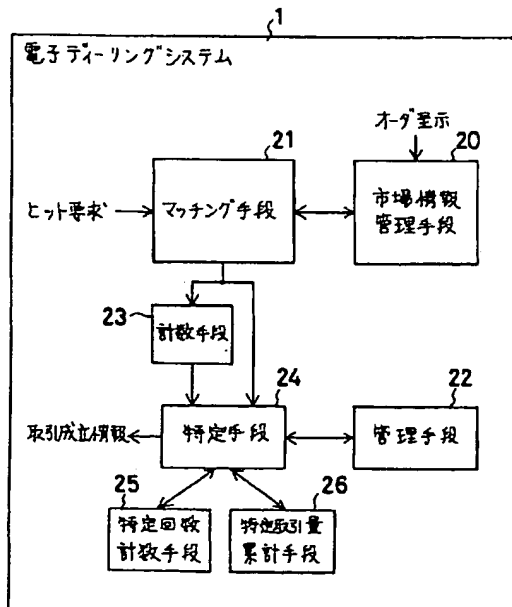 1
電子ディーリングシステム
オーダ呈示
21
20
ヒット要求
マッチング手段
市場情報
管理手段
23
計数手段
24
22
取引成立情報
特定手段
管理手段
25
26
特定回数
計数手段
特定取引量
累計手段